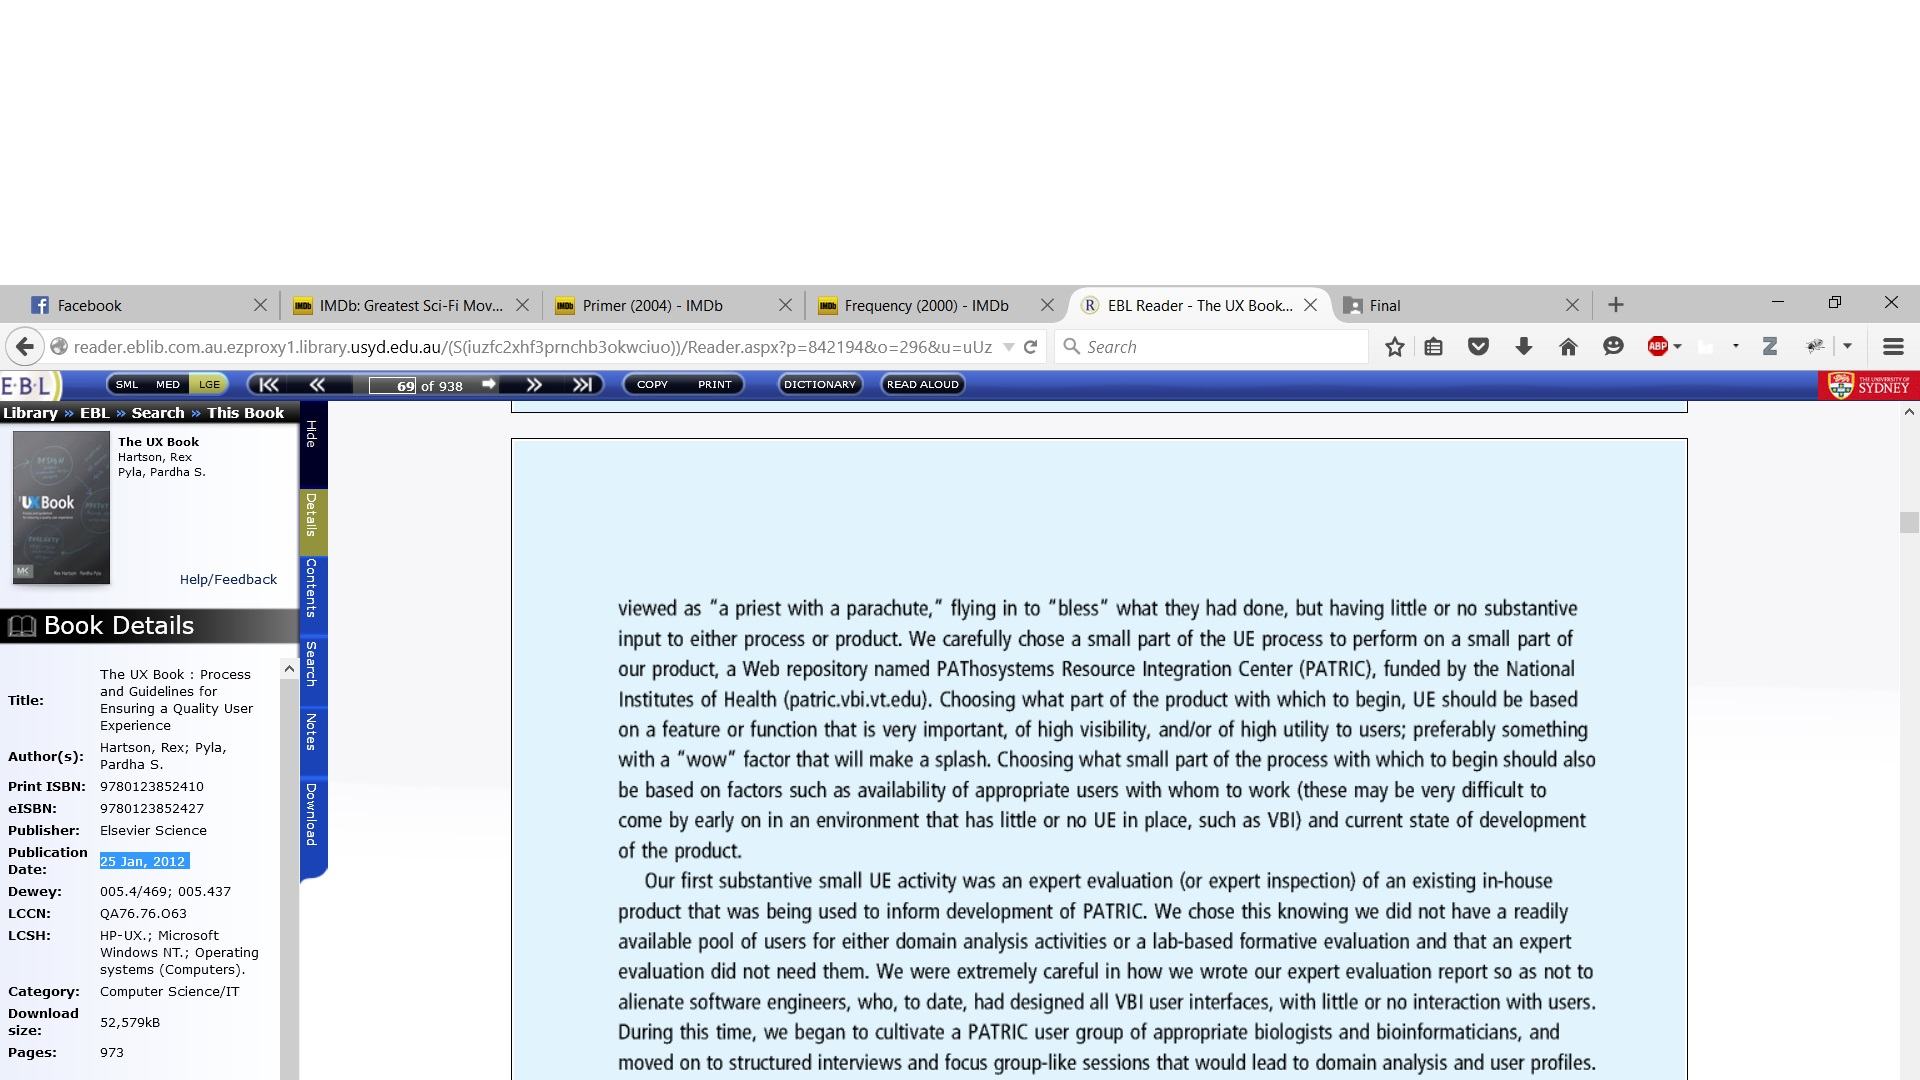 Facebook
IMDb: Greatest Sci-Fi Mov...
Primer (2004) - IMDb
Frequency (2000) - IMDb
EBL Reader - The UX Book...
Final
reader.eblib.com.au.ezproxy1.library.usyd.edu.au/(S(iuzfc2xhf3prnchb3okwciuo))/Reader.aspx?p=842194&o=296&u=uUz
Search
ABP
E·B·L
SML MED LGE
69 of 938
COPY PRINT
DICTIONARY
READ ALOUD
THE UNIVERSITY OF
SYDNEY
Library » EBL » Search » This Book
Hide
Details
Contents
Search
Notes
Download
UX Book
MK
The UX Book
Hartson, Rex
Pyla, Pardha S.
Help/Feedback
Book Details
Title: The UX Book : Process
and Guidelines for
Ensuring a Quality User
Experience
Author(s): Hartson, Rex; Pyla,
Pardha S.
Print ISBN: 9780123852410
eISBN: 9780123852427
Publisher: Elsevier Science
Publication
Date: 25 Jan, 2012
Dewey: 005.4/469; 005.437
LCCN: QA76.76.O63
LCSH: HP-UX.; Microsoft
Windows NT.; Operating
systems (Computers).
Category: Computer Science/IT
Download
size: 52,579kB
Pages: 973
viewed as “a priest with a parachute,” flying in to “bless” what they had done, but having little or no substantive
input to either process or product. We carefully chose a small part of the UE process to perform on a small part of
our product, a Web repository named PAThosystems Resource Integration Center (PATRIC), funded by the National
Institutes of Health (patric.vbi.vt.edu). Choosing what part of the product with which to begin, UE should be based
on a feature or function that is very important, of high visibility, and/or of high utility to users; preferably something
with a “wow” factor that will make a splash. Choosing what small part of the process with which to begin should also
be based on factors such as availability of appropriate users with whom to work (these may be very difficult to
come by early on in an environment that has little or no UE in place, such as VBI) and current state of development
of the product.
Our first substantive small UE activity was an expert evaluation (or expert inspection) of an existing in-house
product that was being used to inform development of PATRIC. We chose this knowing we did not have a readily
available pool of users for either domain analysis activities or a lab-based formative evaluation and that an expert
evaluation did not need them. We were extremely careful in how we wrote our expert evaluation report so as not to
alienate software engineers, who, to date, had designed all VBI user interfaces, with little or no interaction with users.
During this time, we began to cultivate a PATRIC user group of appropriate biologists and bioinformaticians, and
moved on to structured interviews and focus group-like sessions that would lead to domain analysis and user profiles.